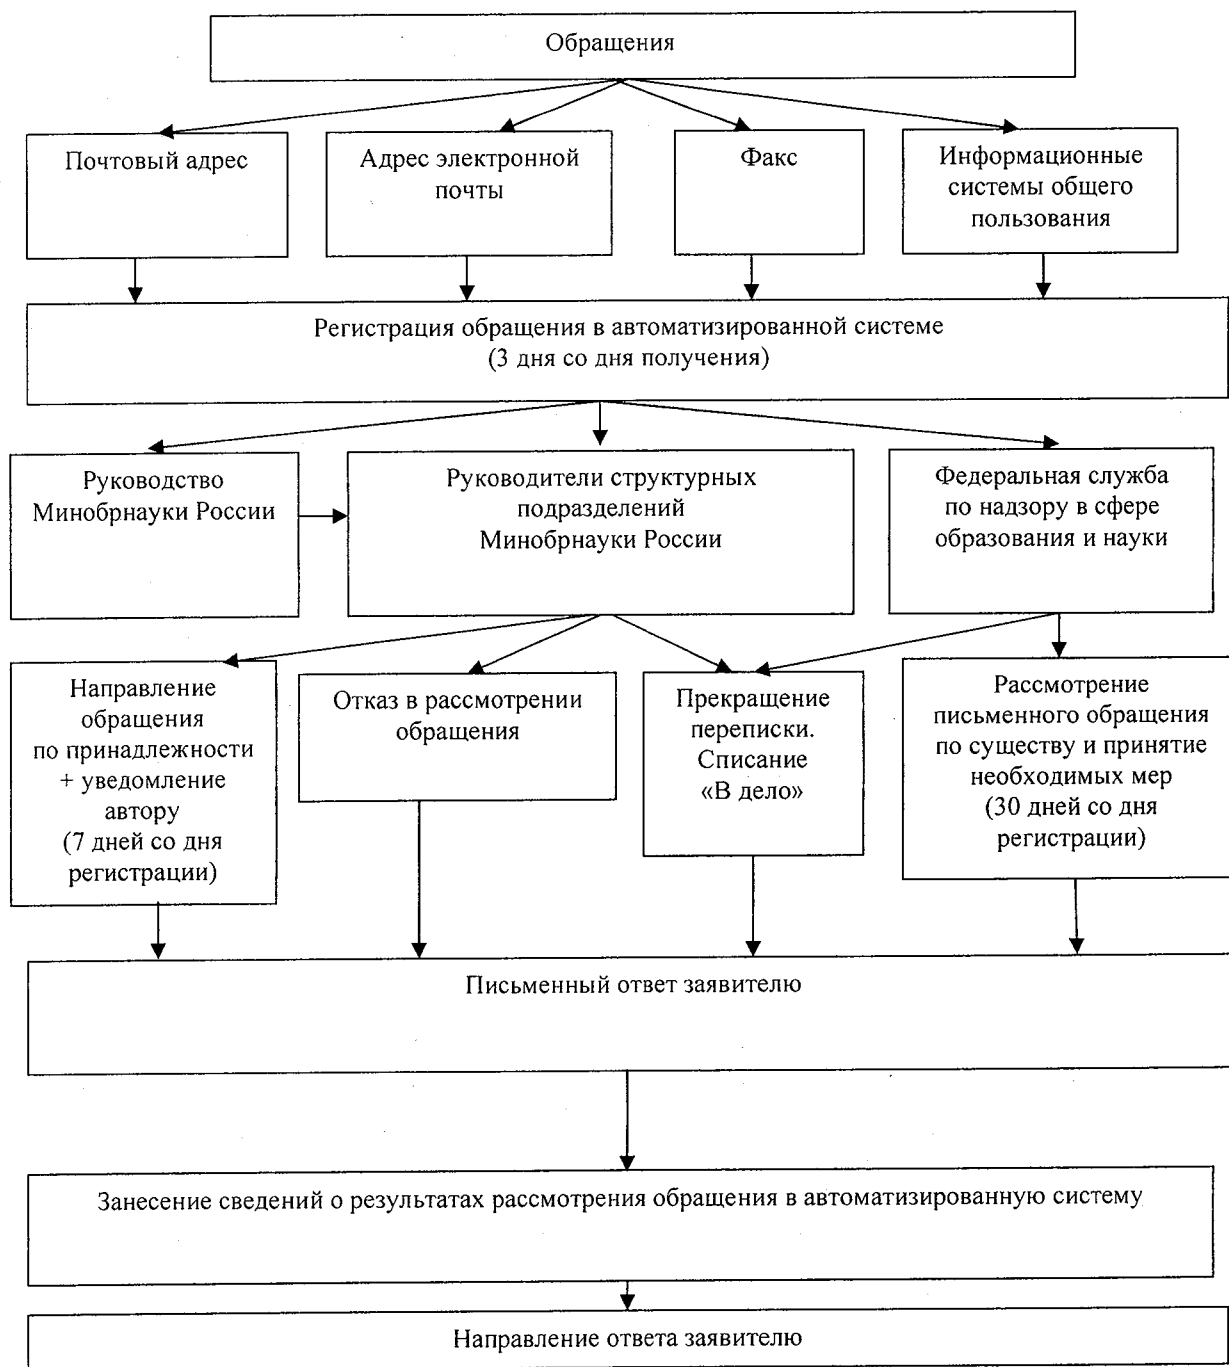 Обращения
Почтовый адрес
Адрес электронной
почты
Факс
Информационные
системы общего
пользования
Регистрация обращения в автоматизированной системе
(3 дня со дня получения)
Руководство
Минобрнауки России
Руководители структурных
подразделений
Минобрнауки России
Федеральная служба
по надзору в сфере
образования и науки
Направление
обращения
по принадлежности
+ уведомление
автору
(7 дней со дня
регистрации)
Отказ в рассмотрении
обращения
Прекращение
переписки.
Списание
«В дело»
Рассмотрение
письменного обращения
по существу и принятие
необходимых мер
(30 дней со дня
регистрации)
Письменный ответ заявителю
Занесение сведений о результатах рассмотрения обращения в автоматизированную систему
Направление ответа заявителю